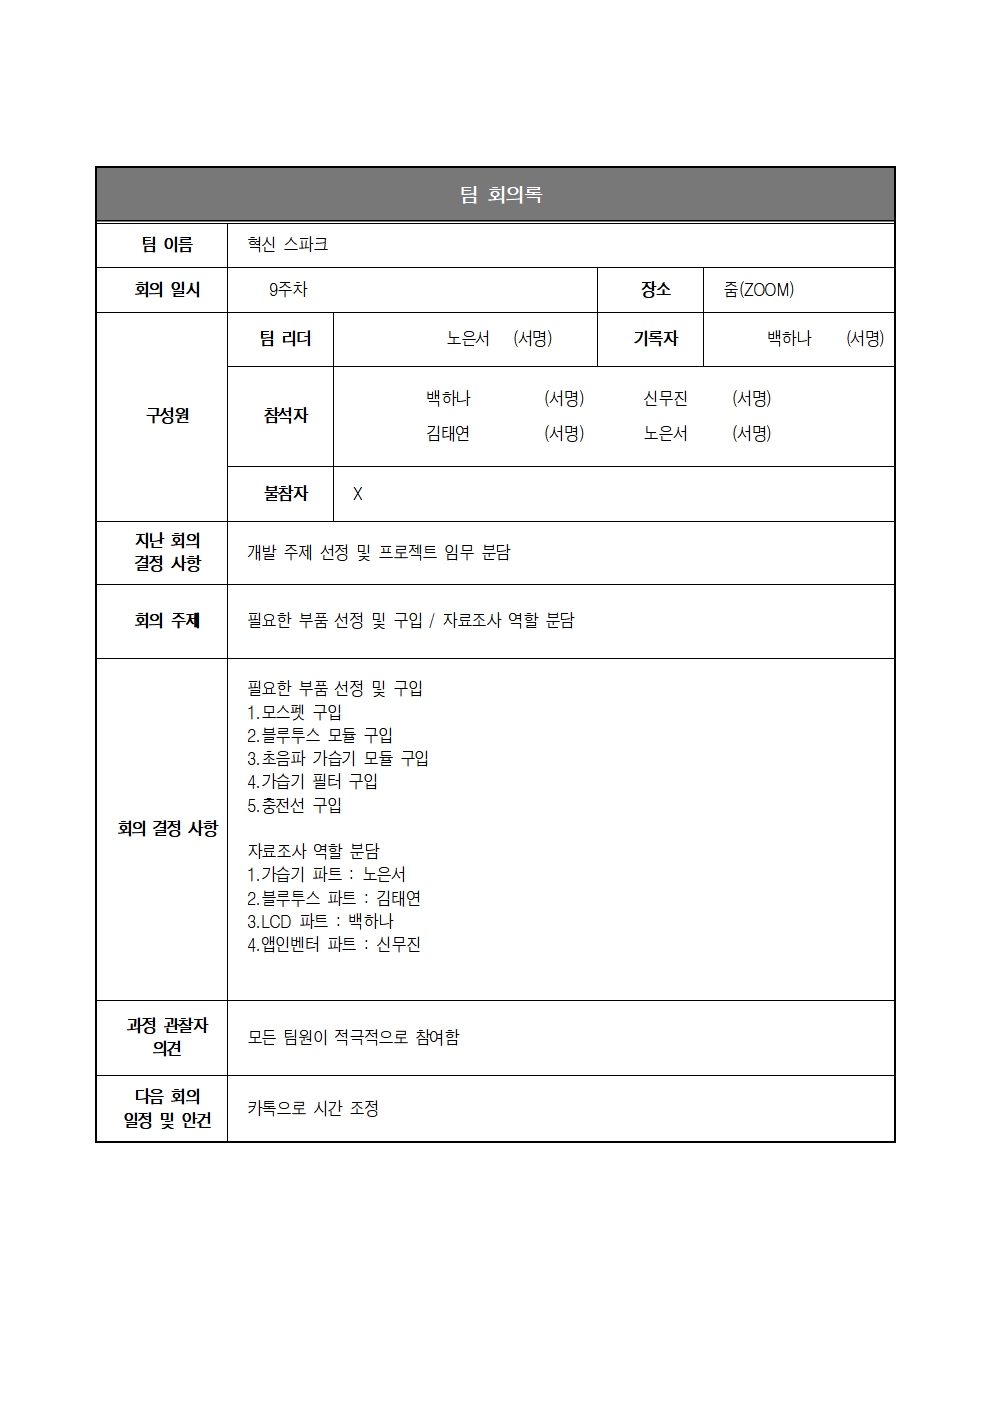 팀 회의록
팀 이름 혁신 스파크
회의 일시 9주차 장소 줌(ZOOM)
구성원
팀 리더 노은서 (서명) 기록자 백하나 (서명)
참석자
백하나 (서명) 신무진 (서명)
김태연 (서명) 노은서 (서명)
불참자 X
지난 회의
결정 사항
개발 주제 선정 및 프로젝트 임무 분담
회의 주제 필요한 부품 선정 및 구입 / 자료조사 역할 분담
회의 결정 사항
필요한 부품 선정 및 구입
1.모스펫 구입
2.블루투스 모듈 구입
3.초음파 가습기 모듈 구입
4.가습기 필터 구입
5.충전선 구입
자료조사 역할 분담
1.가습기 파트 : 노은서
2.블루투스 파트 : 김태연
3.LCD 파트 : 백하나
4.앱인벤터 파트 : 신무진
과정 관찰자
의견
모든 팀원이 적극적으로 참여함
다음 회의
일정 및 안건
카톡으로 시간 조정